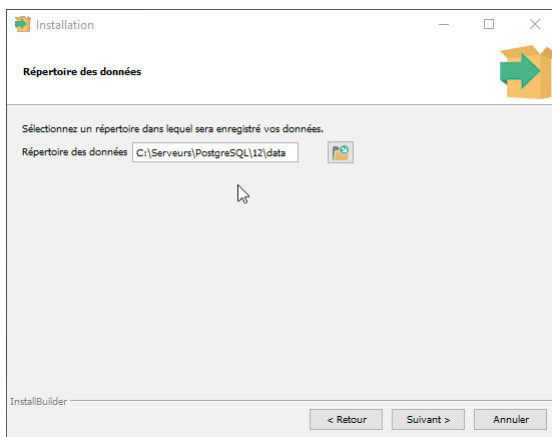 Installation
Répertoire des données
Sélectionnez un répertoire dans lequel sera enregistré vos données.
Répertoire des données C:\Serveurs\PostgreSQL\12\data
InstallBuilder
< Retour Suivant > Annuler